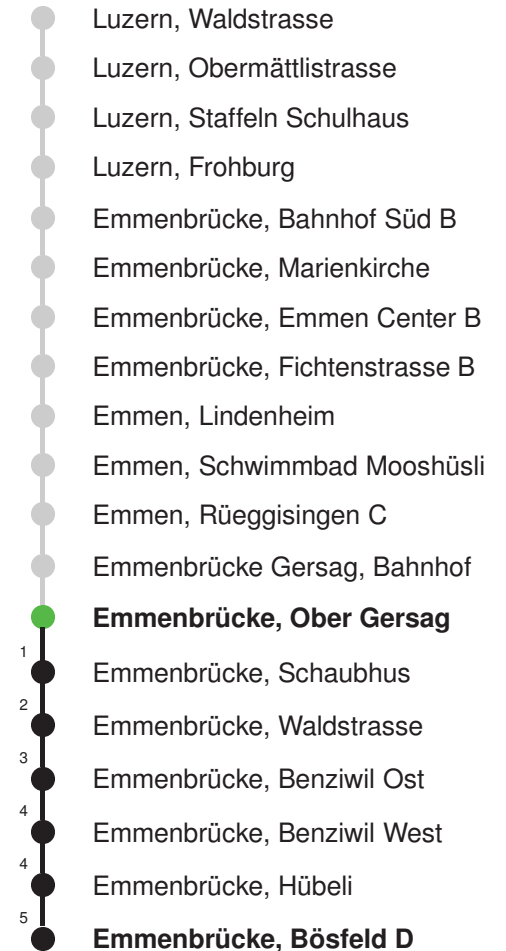 Luzern, Waldstrasse
Luzern, Obermättlistrasse
Luzern, Staffeln Schulhaus
Luzern, Frohburg
Emmenbrücke, Bahnhof Süd B
Emmenbrücke, Marienkirche
Emmenbrücke, Emmen Center B
Emmenbrücke, Fichtenstrasse B
Emmen, Lindenheim
Emmen, Schwimmbad Mooshüsli
Emmen, Rüeggisingen C
Emmenbrücke Gersag, Bahnhof
Emmenbrücke, Ober Gersag
1 Emmenbrücke, Schaubhus
2 Emmenbrücke, Waldstrasse
3 Emmenbrücke, Benziwil Ost
4 Emmenbrücke, Benziwil West
4 Emmenbrücke, Hübeli
5 Emmenbrücke, Bösfeld D